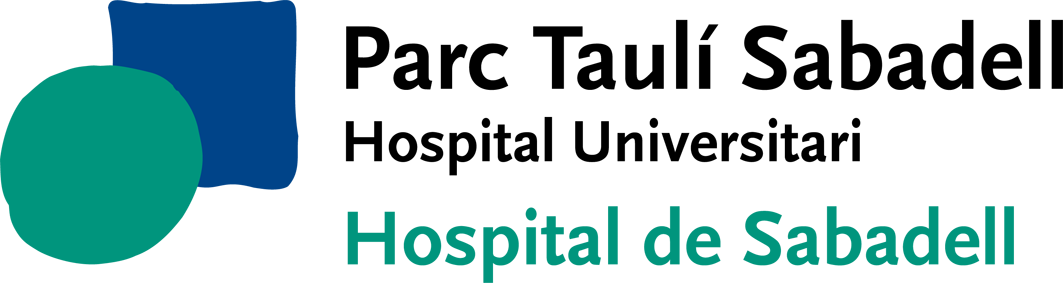 Parc Taulí Sabadell
Hospital Universitari
Hospital de Sabadell